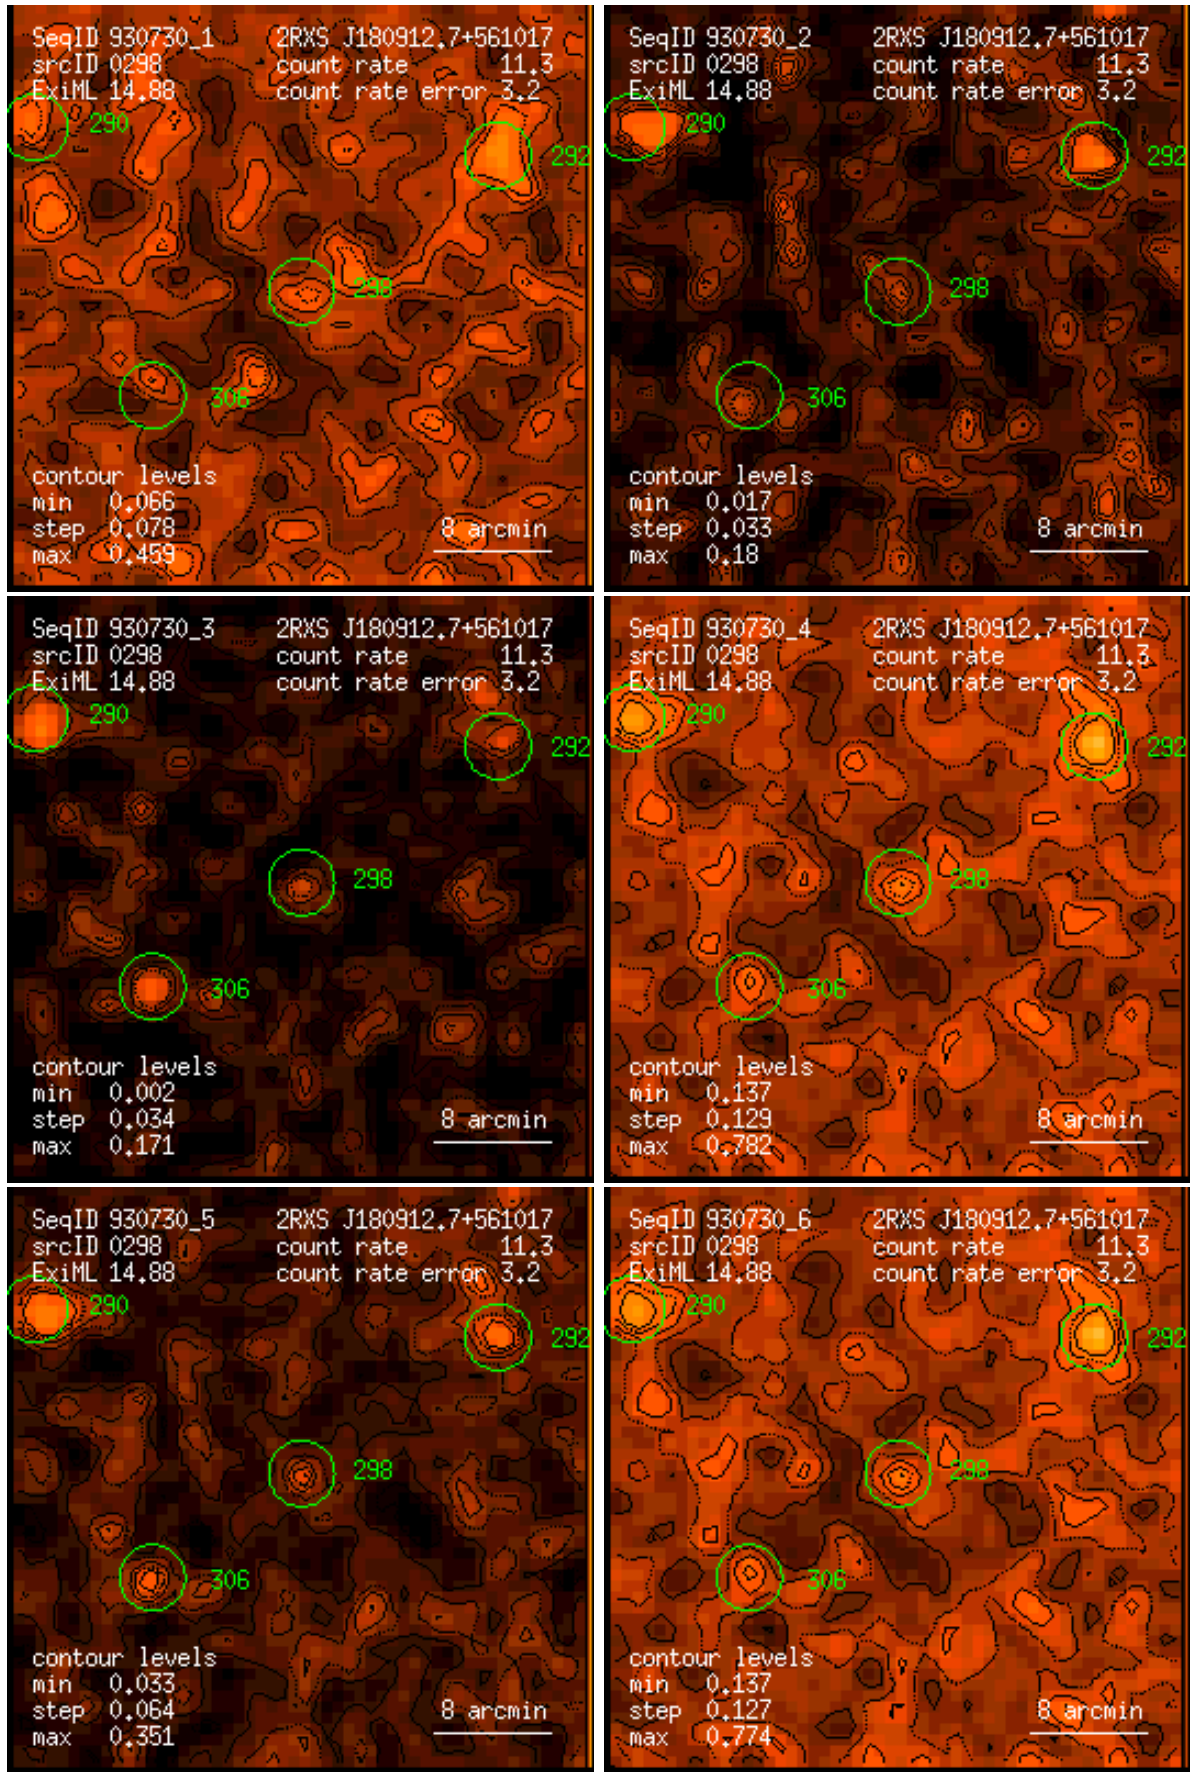 SeqID 930730_1 2RXS J180912.7+561017
srcID 0298 count rate 11.3
ExiML 14.88 count rate error 3.2
290
292
298
306
contour levels
min 0.066
step 0.078 8 arcmin
max 0.459
SeqID 930730_2 2RXS J180912.7+561017
srcID 0298 count rate 11.3
ExiML 14.88 count rate error 3.2
290
292
298
306
contour levels
min 0.017
step 0.033 8 arcmin
max 0.18
SeqID 930730_3 2RXS J180912.7+561017
srcID 0298 count rate 11.3
ExiML 14.88 count rate error 3.2
290
292
298
306
contour levels
min 0.002
step 0.034 8 arcmin
max 0.171
SeqID 930730_4 2RXS J180912.7+561017
srcID 0298 count rate 11.3
ExiML 14.88 count rate error 3.2
290
292
298
306
contour levels
min 0.137
step 0.129 8 arcmin
max 0.782
SeqID 930730_5 2RXS J180912.7+561017
srcID 0298 count rate 11.3
ExiML 14.88 count rate error 3.2
290
292
298
306
contour levels
min 0.033
step 0.064 8 arcmin
max 0.351
SeqID 930730_6 2RXS J180912.7+561017
srcID 0298 count rate 11.3
ExiML 14.88 count rate error 3.2
290
292
298
306
contour levels
min 0.137
step 0.127 8 arcmin
max 0.774